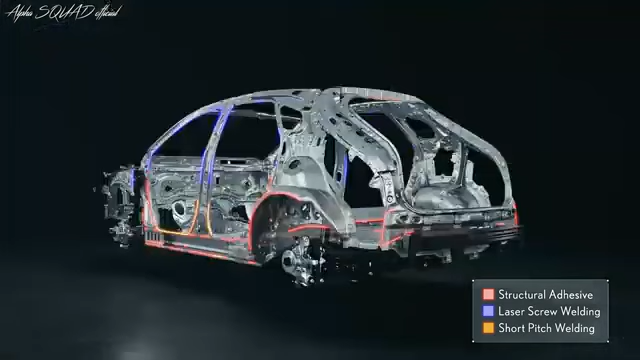 Alpha SQUAD official
Structural Adhesive
Laser Screw Welding
Short Pitch Welding